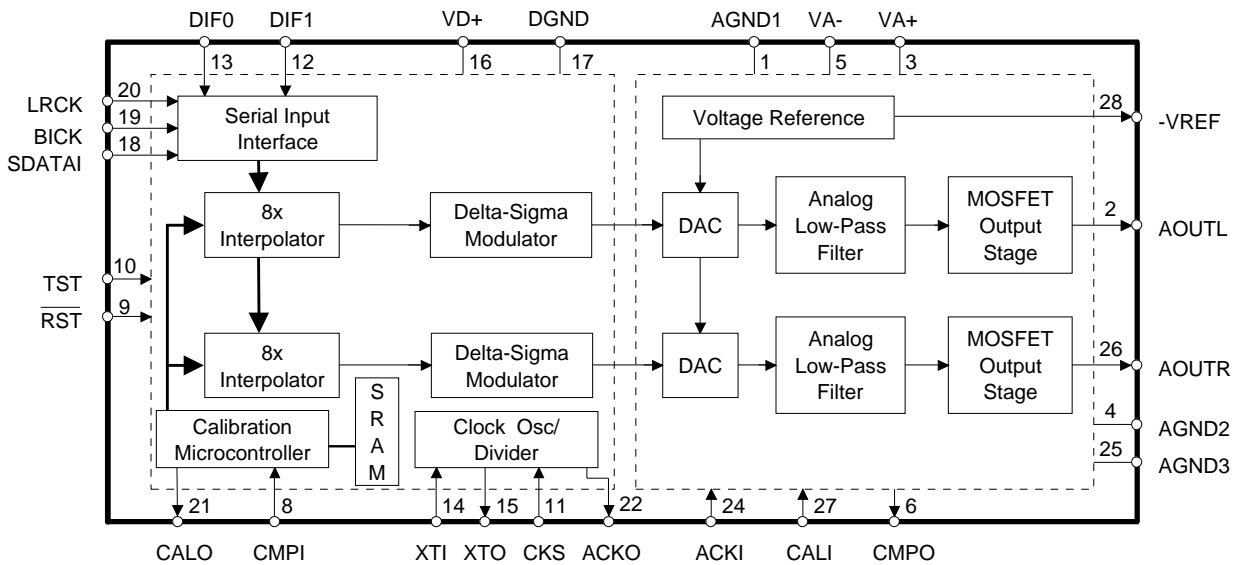 DIF0 DIF1 VD+ DGND AGND1 VA- VA+
13 12 16 17 1 5 3
LRCK 20
BICK 19
SDATAI 18
Serial Input
Interface
Voltage Reference
28 -VREF
8x
Interpolator
Delta-Sigma
Modulator
DAC
Analog
Low-Pass
Filter
MOSFET
Output
Stage
2 AOUTL
TST 10
RST 9
8x
Interpolator
Delta-Sigma
Modulator
DAC
Analog
Low-Pass
Filter
MOSFET
Output
Stage
26 AOUTR
4 AGND2
25 AGND3
Calibration
Microcontroller
S
R
A
M
Clock Osc/
Divider
21 8 14 15 11 22 24 27 6
CALO CMPI XTI XTO CKS ACKO ACKI CALI CMPO